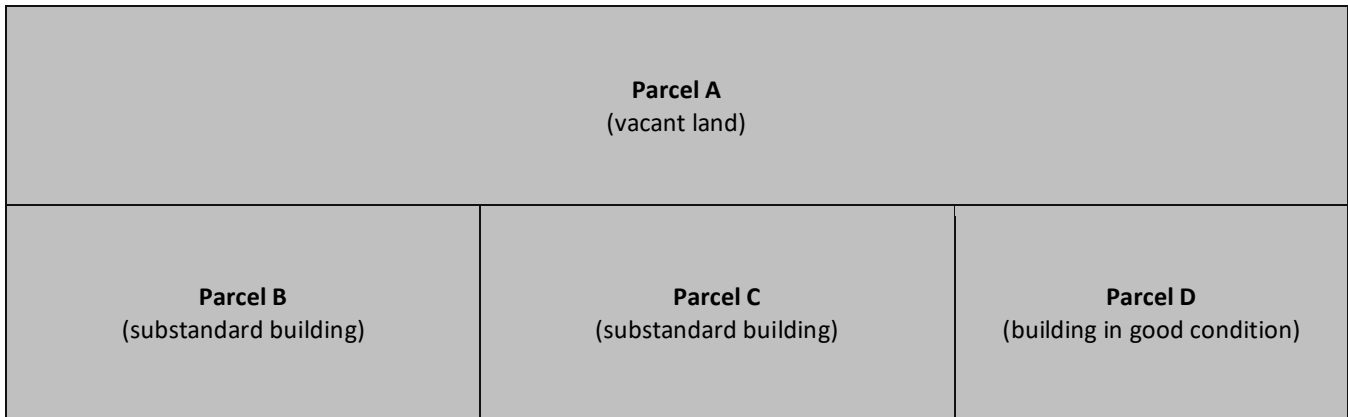 Parcel A
(vacant land)
Parcel B
(substandard building)
Parcel C
(substandard building)
Parcel D
(building in good condition)